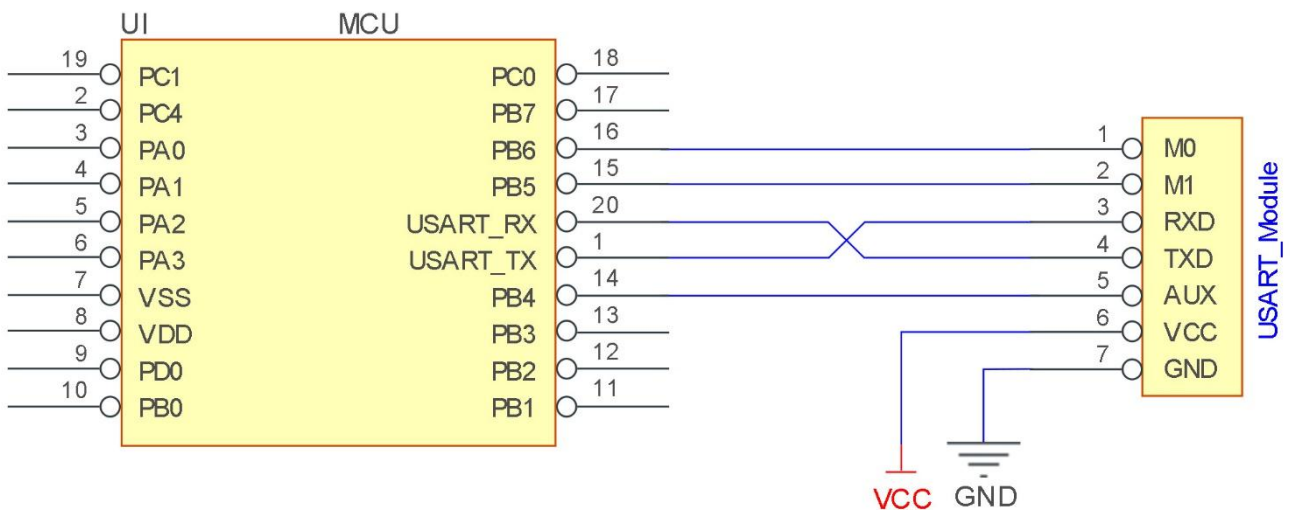 UI MCU
19 PC1 PC0 18
2 PC4 PB7 17
3 PA0 PB6 16 1 M0
4 PA1 PB5 15 2 M1
5 PA2 USART_RX 20 3 RXD
6 PA3 USART_TX 1 4 TXD
7 VSS PB4 14 5 AUX
8 VDD PB3 13 6 VCC
9 PD0 PB2 12 7 GND
10 PB0 PB1 11
USART_Module
VCC GND